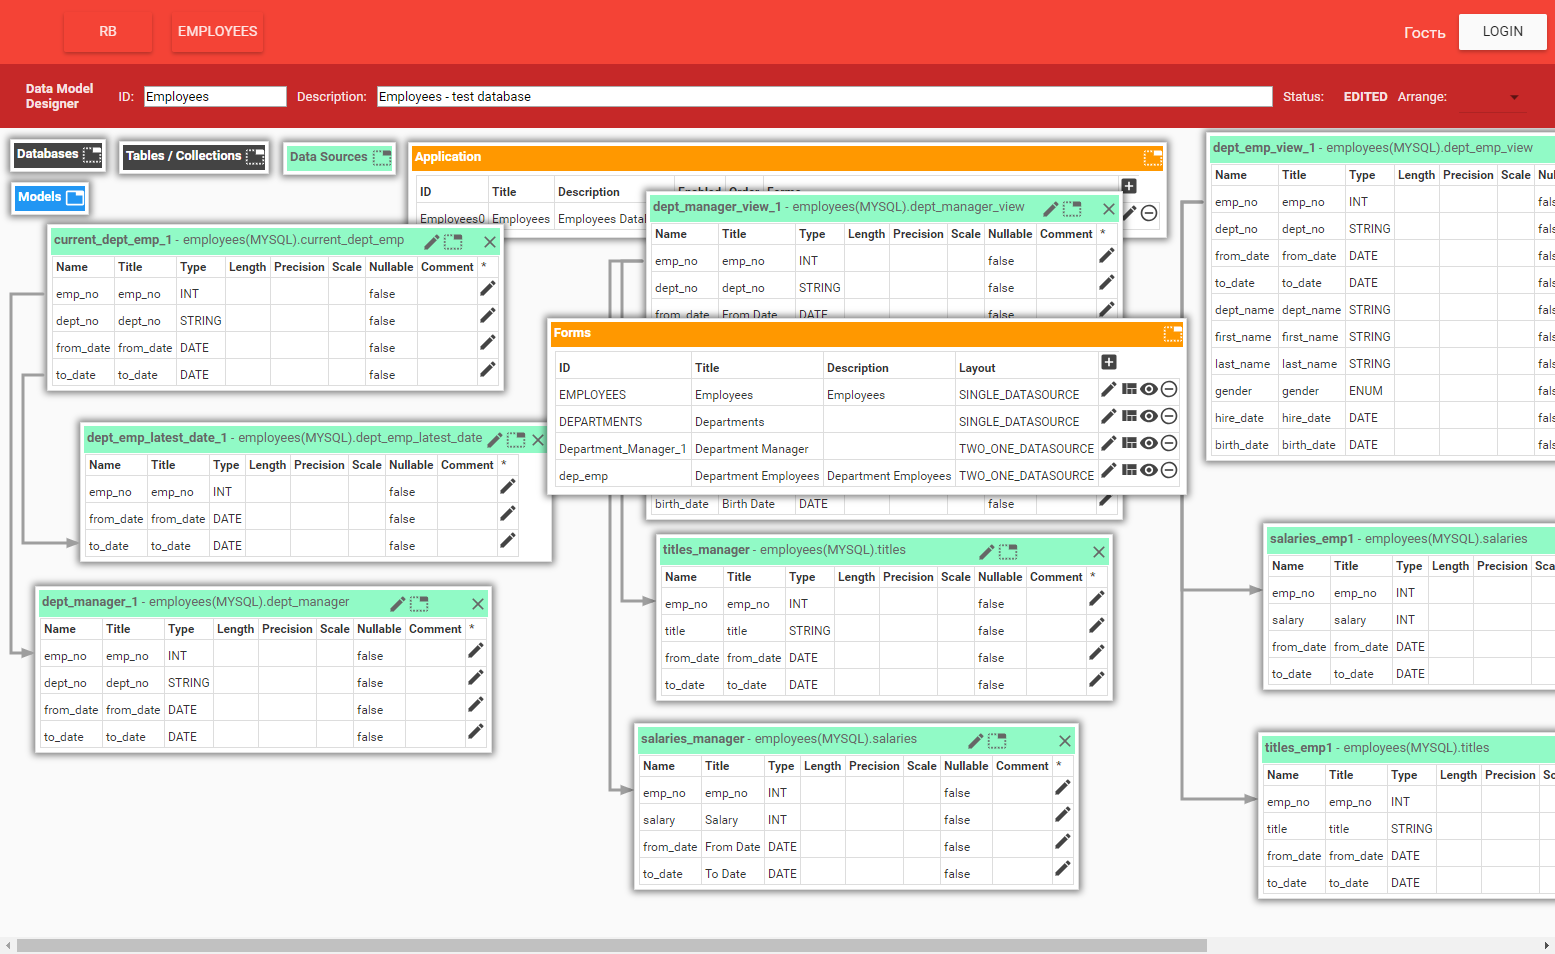 RB
EMPLOYEES
Гость
LOGIN
Data Model Designer
ID:
Employees
Description:
Employees - test database
Status:
EDITED
Arrange:
Databases
Tables / Collections
Data Sources
Models
Application
ID Title Description Enabled Order Forms
Employees0 Employees Employees
current_dept_emp_1 - employees(MYSQL).current_dept_emp
Name Title Type Length Precision Scale Nullable Comment *
emp_no emp_no INT false
dept_no dept_no STRING false
from_date from_date DATE false
to_date to_date DATE false
dept_emp_latest_date_1 - employees(MYSQL).dept_emp_latest_date
Name Title Type Length Precision Scale Nullable Comment *
emp_no emp_no INT false
from_date from_date DATE false
to_date to_date DATE false
dept_manager_1 - employees(MYSQL).dept_manager
Name Title Type Length Precision Scale Nullable Comment *
emp_no emp_no INT false
dept_no dept_no STRING false
from_date from_date DATE false
to_date to_date DATE false
dept_manager_view_1 - employees(MYSQL).dept_manager_view
Name Title Type Length Precision Scale Nullable Comment *
emp_no emp_no INT false
dept_no dept_no STRING false
from_date From Date DATE false
Forms
ID Title Description Layout
EMPLOYEES Employees Employees SINGLE_DATASOURCE
DEPARTMENTS Departments SINGLE_DATASOURCE
Department_Manager_1 Department Manager TWO_ONE_DATASOURCE
dep_emp Department Employees Department Employees TWO_ONE_DATASOURCE
birth_date Birth Date DATE false
titles_manager - employees(MYSQL).titles
Name Title Type Length Precision Scale Nullable Comment *
emp_no emp_no INT false
title title STRING false
from_date from_date DATE false
to_date to_date DATE false
salaries_manager - employees(MYSQL).salaries
Name Title Type Length Precision Scale Nullable Comment *
emp_no emp_no INT false
salary Salary INT false
from_date From Date DATE false
to_date To Date DATE false
dept_emp_view_1 - employees(MYSQL).dept_emp_view
Name Title Type Length Precision Scale
emp_no emp_no INT
dept_no dept_no STRING
from_date from_date DATE
to_date to_date DATE
dept_name dept_name STRING
first_name first_name STRING
last_name last_name STRING
gender gender ENUM
hire_date hire_date DATE
birth_date birth_date DATE
salaries_emp1 - employees(MYSQL).salaries
Name Title Type Length Precision
emp_no emp_no INT
salary salary INT
from_date from_date DATE
to_date to_date DATE
titles_emp1 - employees(MYSQL).titles
Name Title Type Length Precision
emp_no emp_no INT
title title STRING
from_date from_date DATE
to_date to_date DATE